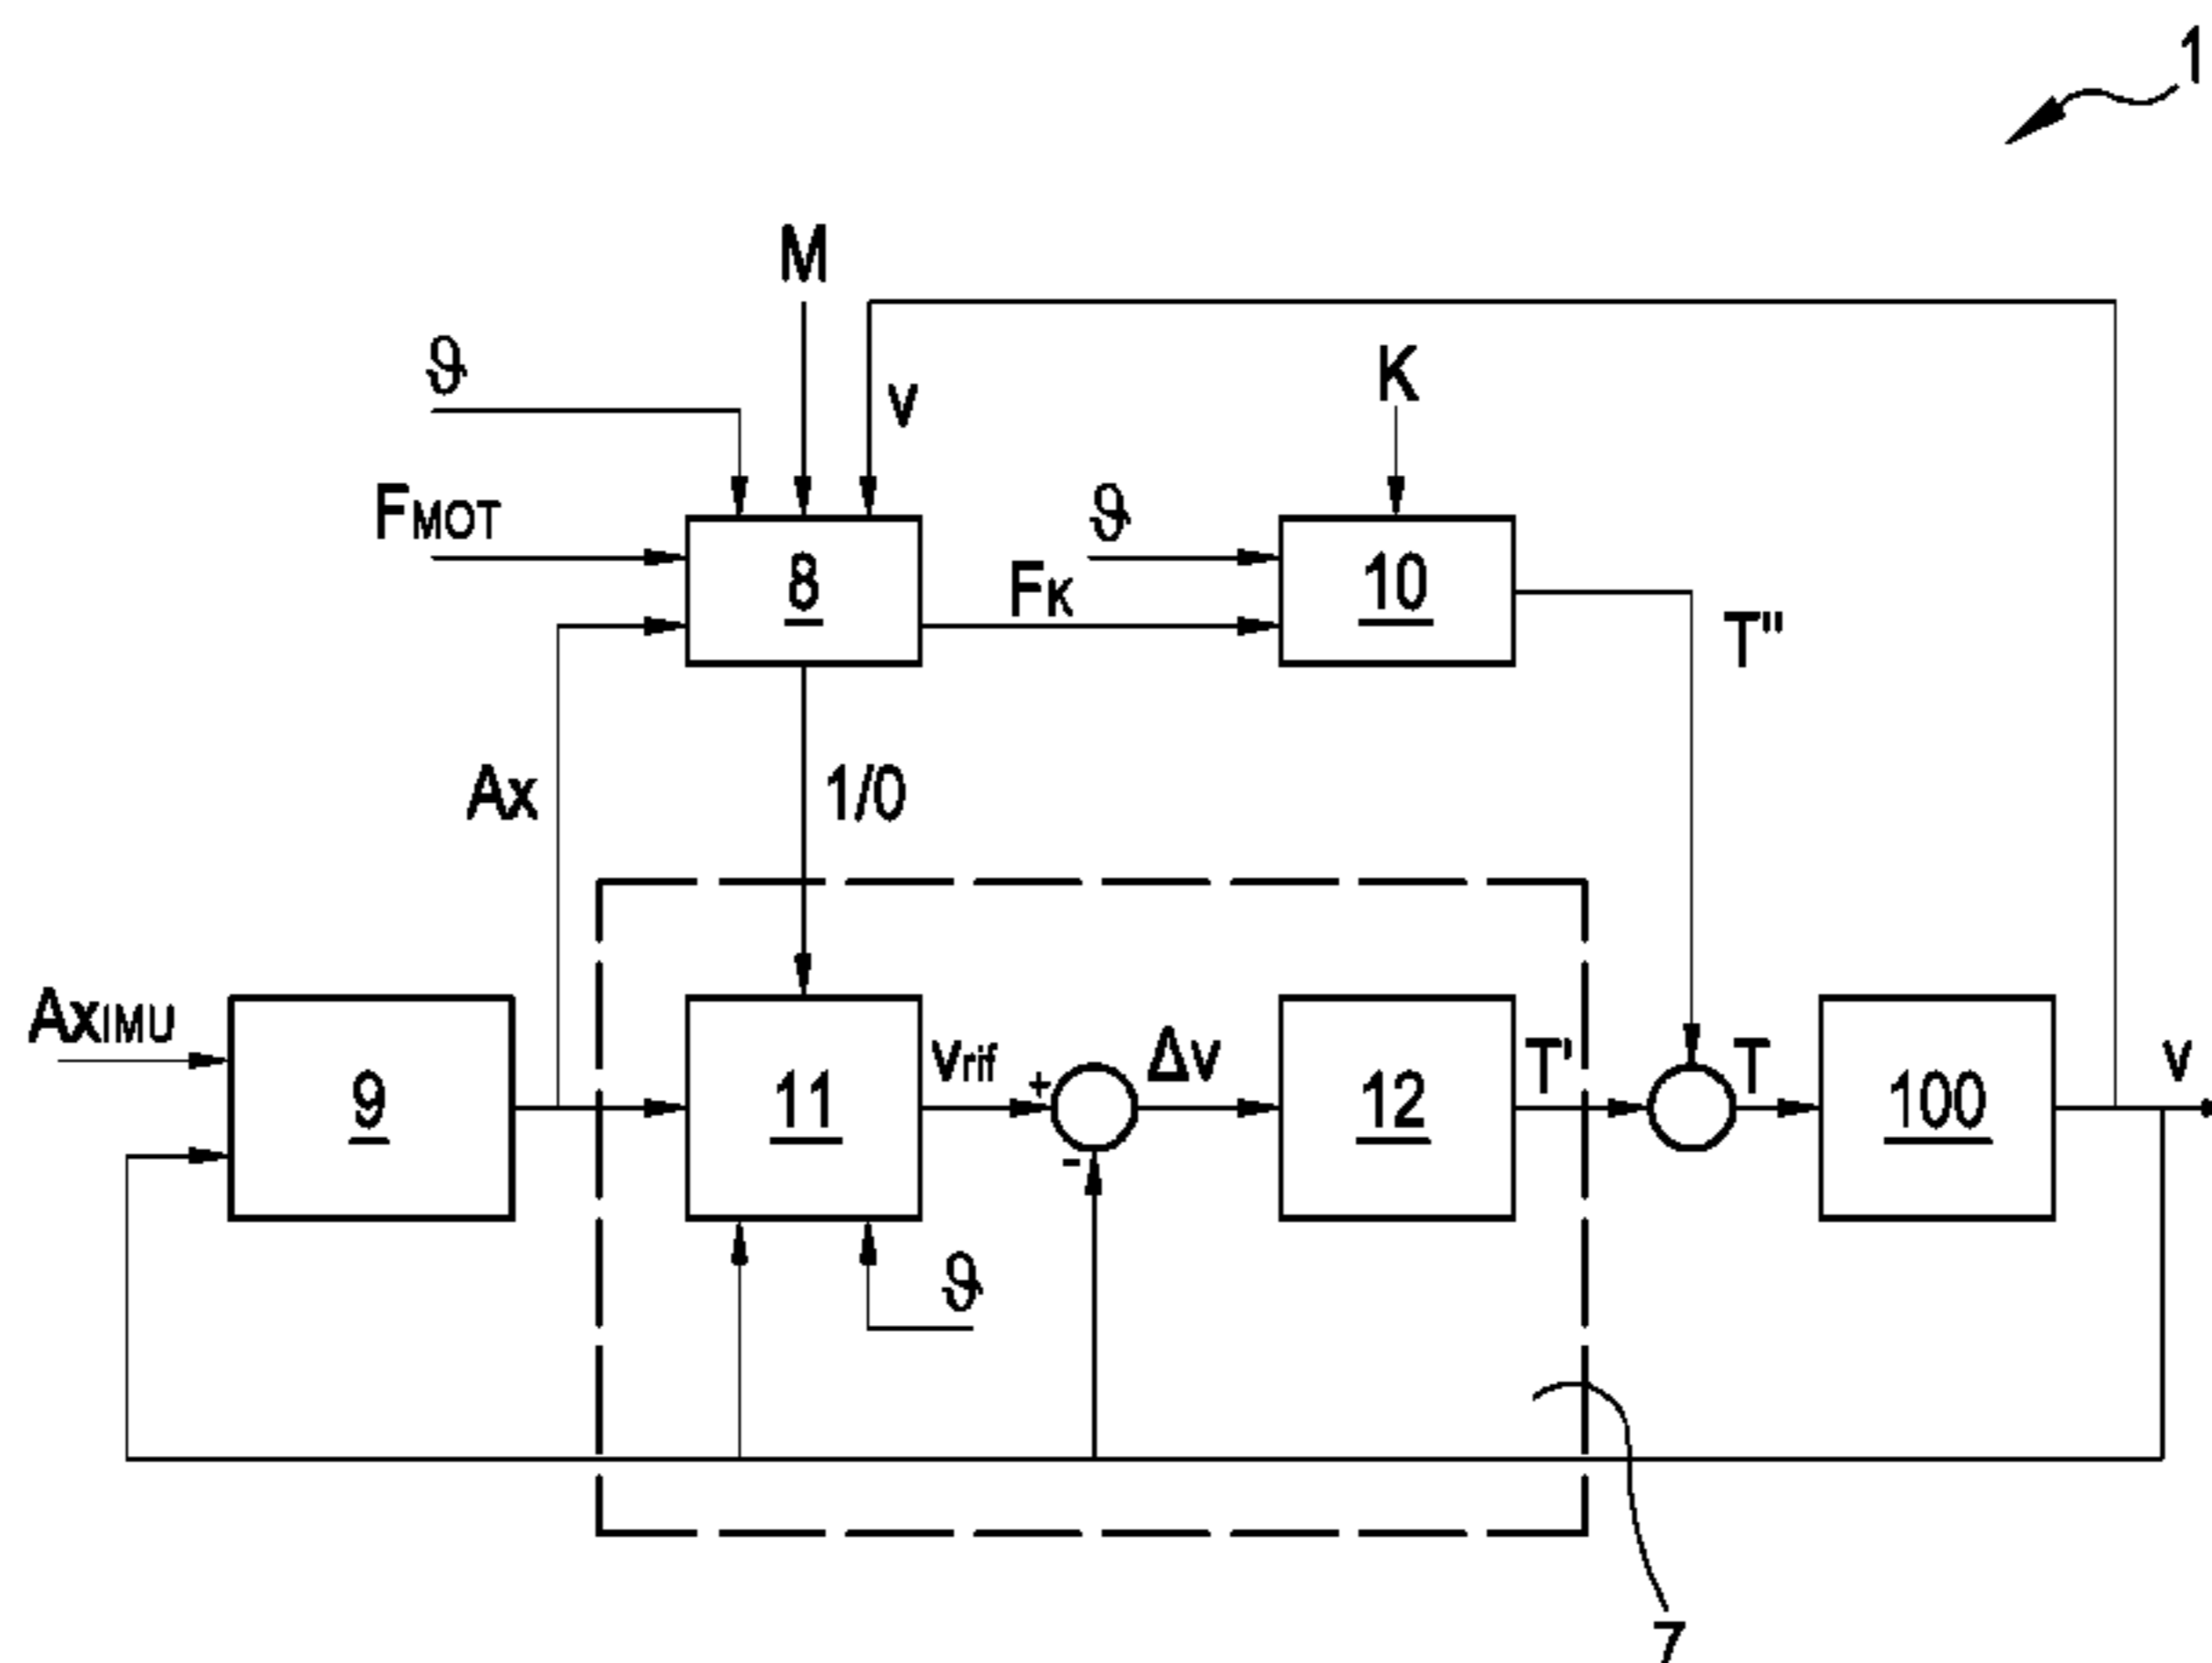 1
M
ϑ
v
K
FMOT
ϑ
8
10
FK
T"
Ax
1/0
AxIMU
9
11
vrif
+
-
Δv
12
T'
T
100
v
ϑ
7